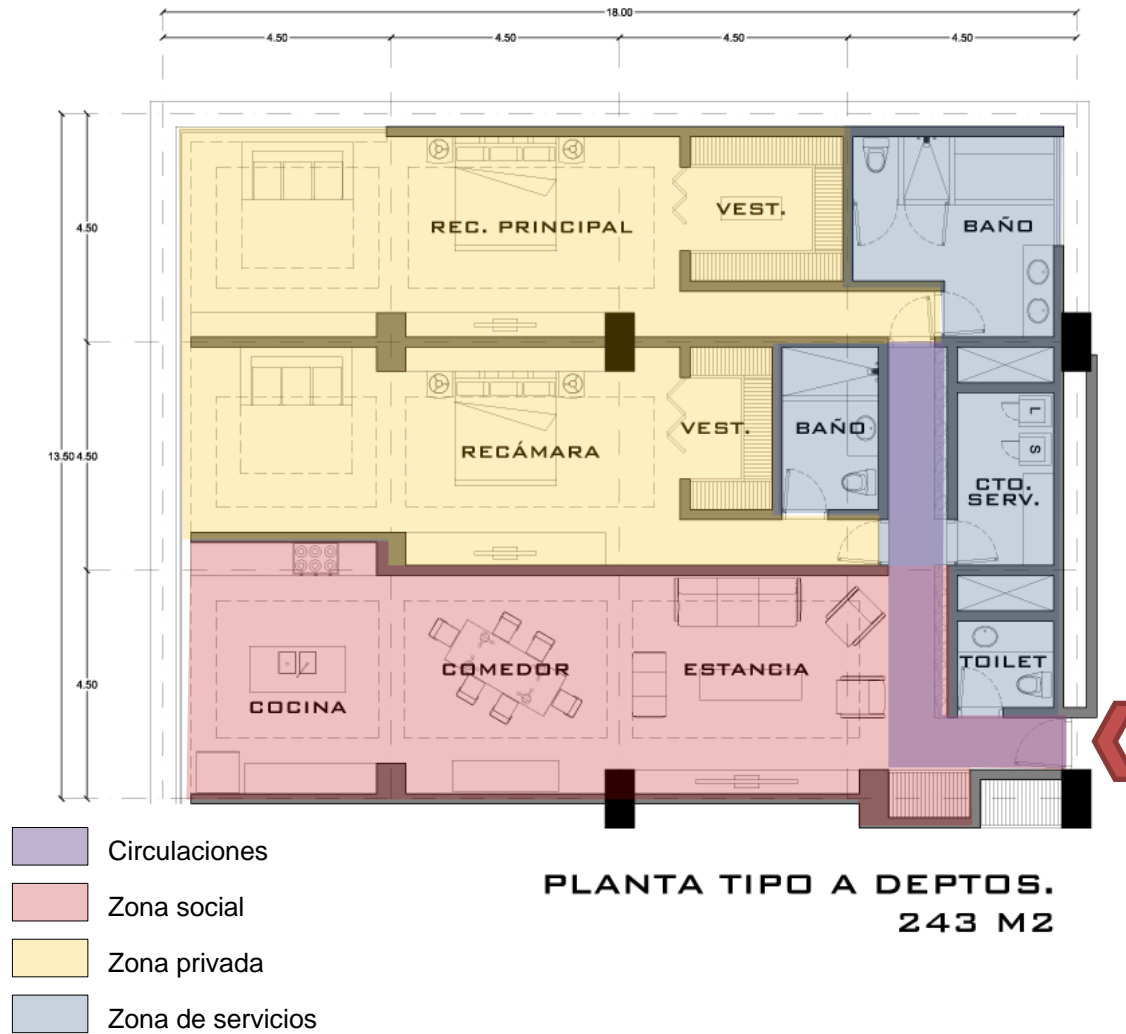 18.00
4.50
4.50
4.50
4.50
4.50
REC. PRINCIPAL
VEST.
BAÑO
13.50
4.50
RECÁMARA
VEST.
BAÑO
L
S
CTO.
SERV.
4.50
COCINA
COMEDOR
ESTANCIA
TOILET
Circulaciones
Zona social
Zona privada
Zona de servicios
PLANTA TIPO A DEPTOS.
243 M2